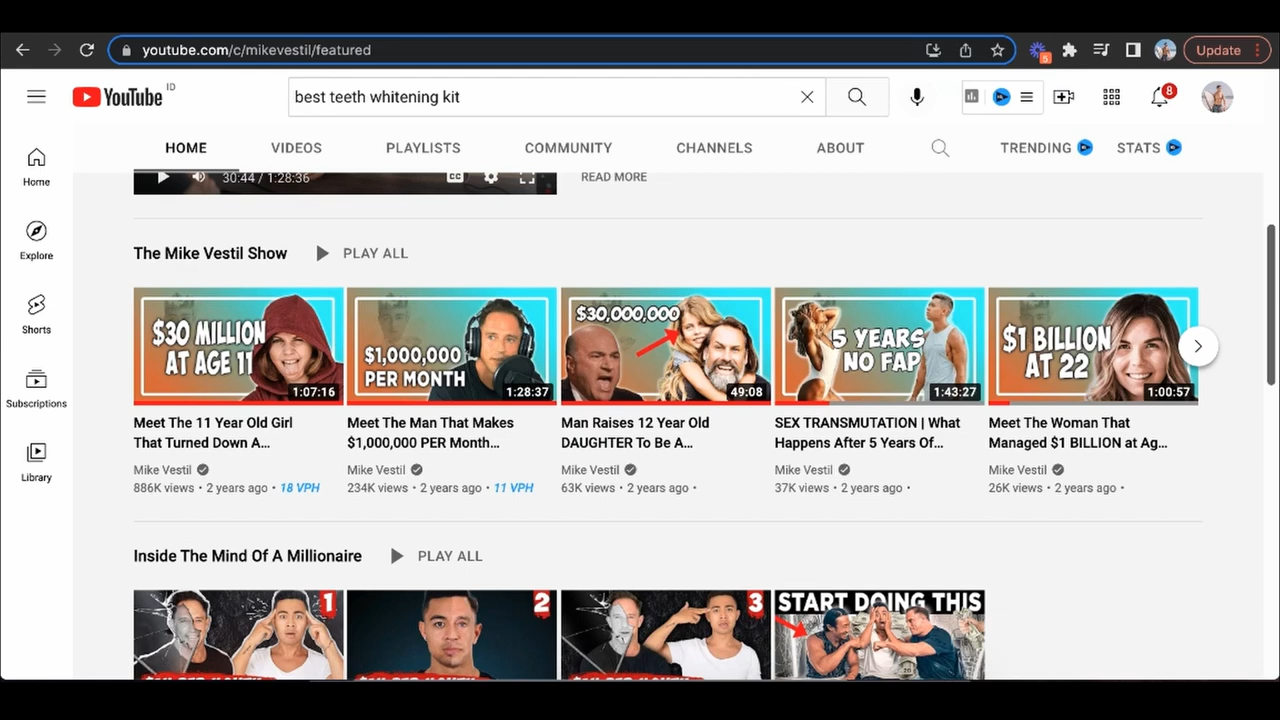 youtube.com/c/mikevestil/featured
5
Update
YouTube ID
best teeth whitening kit
8
HOME
VIDEOS
PLAYLISTS
COMMUNITY
CHANNELS
ABOUT
TRENDING
STATS
Home
Explore
Shorts
Subscriptions
Library
30:44 / 1:28:36
CC
READ MORE
The Mike Vestil Show
PLAY ALL
$30 MILLION
AT AGE 11
1:07:16
$1,000,000
PER MONTH
1:28:37
$30,000,000
49:08
5 YEARS
NO FAP
1:43:27
$1 BILLION
AT 22
1:00:57
Meet The 11 Year Old Girl
That Turned Down A...
Mike Vestil
886K views • 2 years ago • 18 VPH
Meet The Man That Makes
$1,000,000 PER Month...
Mike Vestil
234K views • 2 years ago • 11 VPH
Man Raises 12 Year Old
DAUGHTER To Be A...
Mike Vestil
63K views • 2 years ago •
SEX TRANSMUTATION | What
Happens After 5 Years Of...
Mike Vestil
37K views • 2 years ago •
Meet The Woman That
Managed $1 BILLION at Ag...
Mike Vestil
26K views • 2 years ago •
Inside The Mind Of A Millionaire
PLAY ALL
1
2
3
START DOING THIS